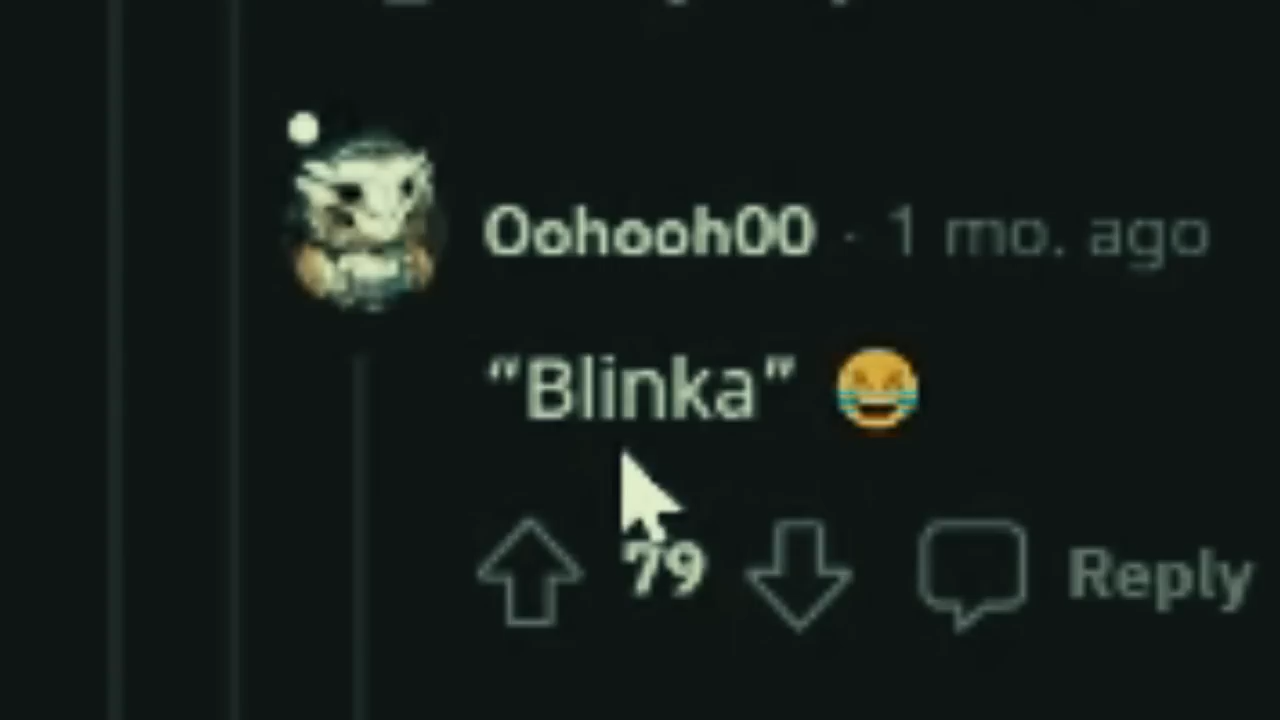 Oohooh00 · 1 mo. ago
“Blinka” 😂
79 Reply